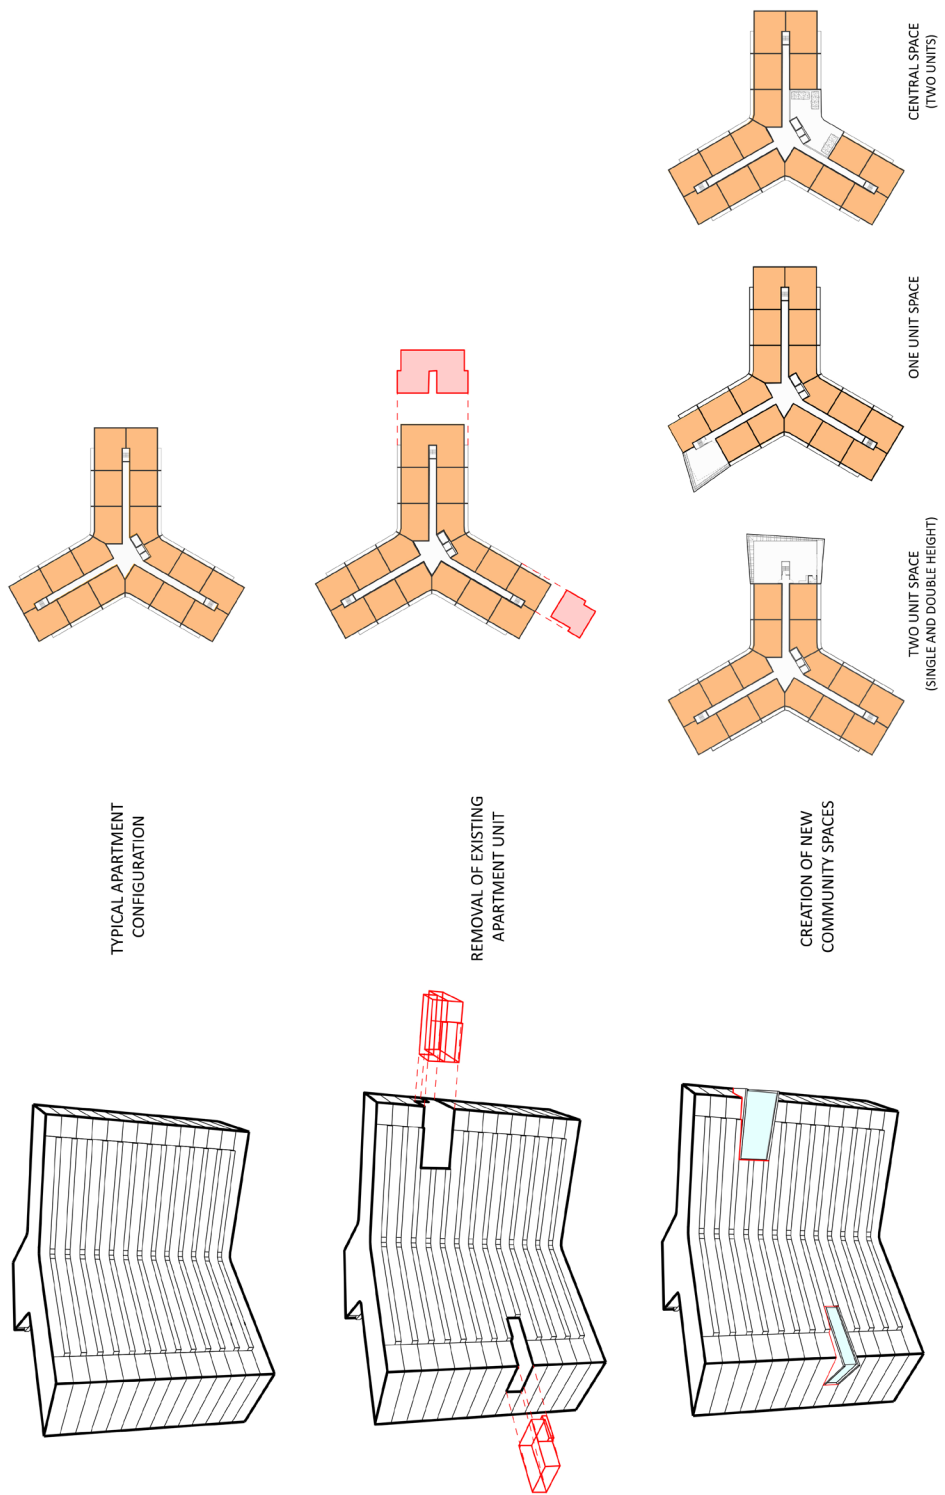 TYPICAL APARTMENT
CONFIGURATION
REMOVAL OF EXISTING
APARTMENT UNIT
CREATION OF NEW
COMMUNITY SPACES
TWO UNIT SPACE
(SINGLE AND DOUBLE HEIGHT)
ONE UNIT SPACE
CENTRAL SPACE
(TWO UNITS)